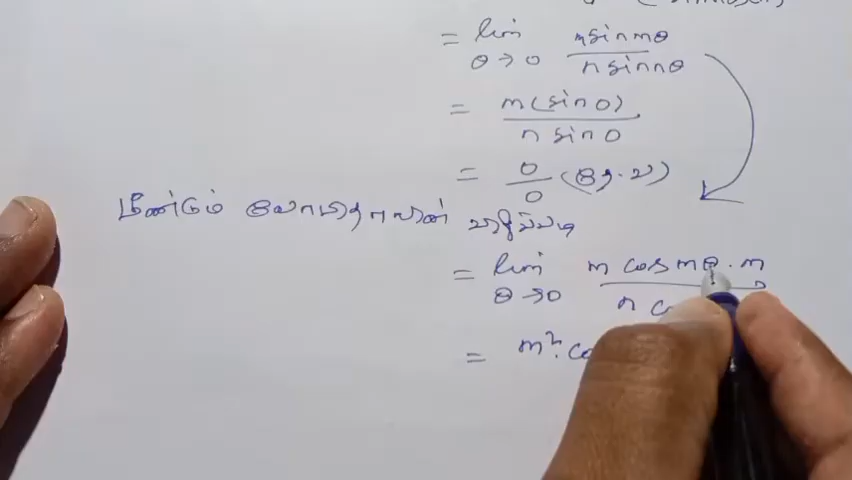 = lim θ→0 m sin mθ / n sin nθ
= m (sin 0) / n sin 0
= 0/0 (தே.வ)
மீண்டும் லோபிதாலின் விதிப்படி
= lim θ→0 m cos mθ . m / n
= m².